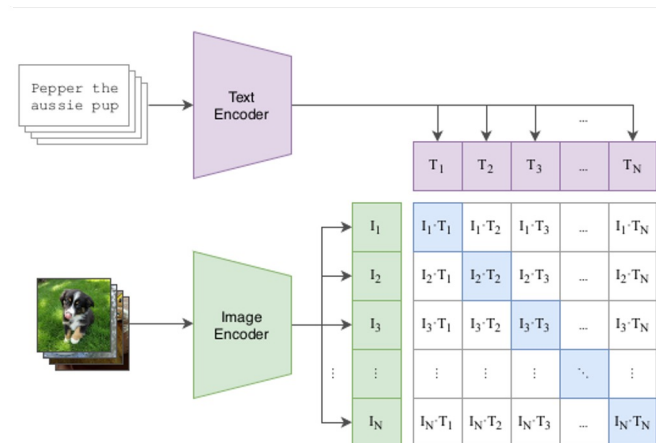 Pepper the
aussie pup
Text
Encoder
...
T1 T2 T3 ... TN
I1 I1·T1 I1·T2 I1·T3 ... I1·TN
I2 I2·T1 I2·T2 I2·T3 ... I2·TN
Image
Encoder
I3 I3·T1 I3·T2 I3·T3 ... I3·TN
⋮ ⋮ ⋮ ⋮ ⋮ ⋱ ⋮
IN IN·T1 IN·T2 IN·T3 ... IN·TN